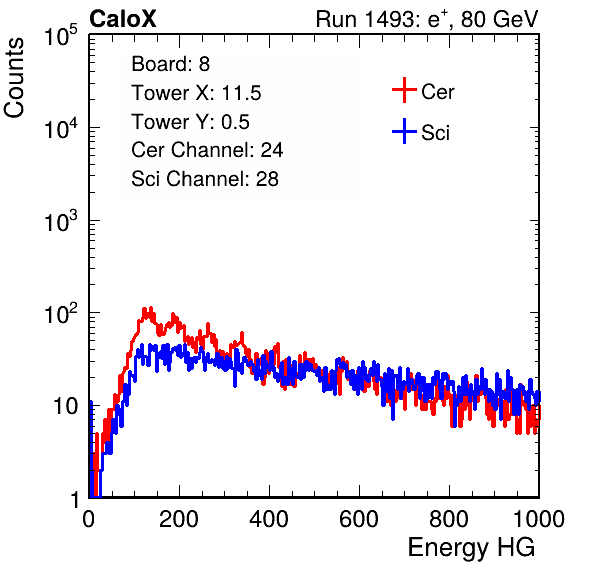 CaloX Run 1493: e⁺, 80 GeV
Counts
10⁵
10⁴
10³
10²
10
1
Board: 8
Tower X: 11.5
Tower Y: 0.5
Cer Channel: 24
Sci Channel: 28
Cer
Sci
0 200 400 600 800 1000
Energy HG